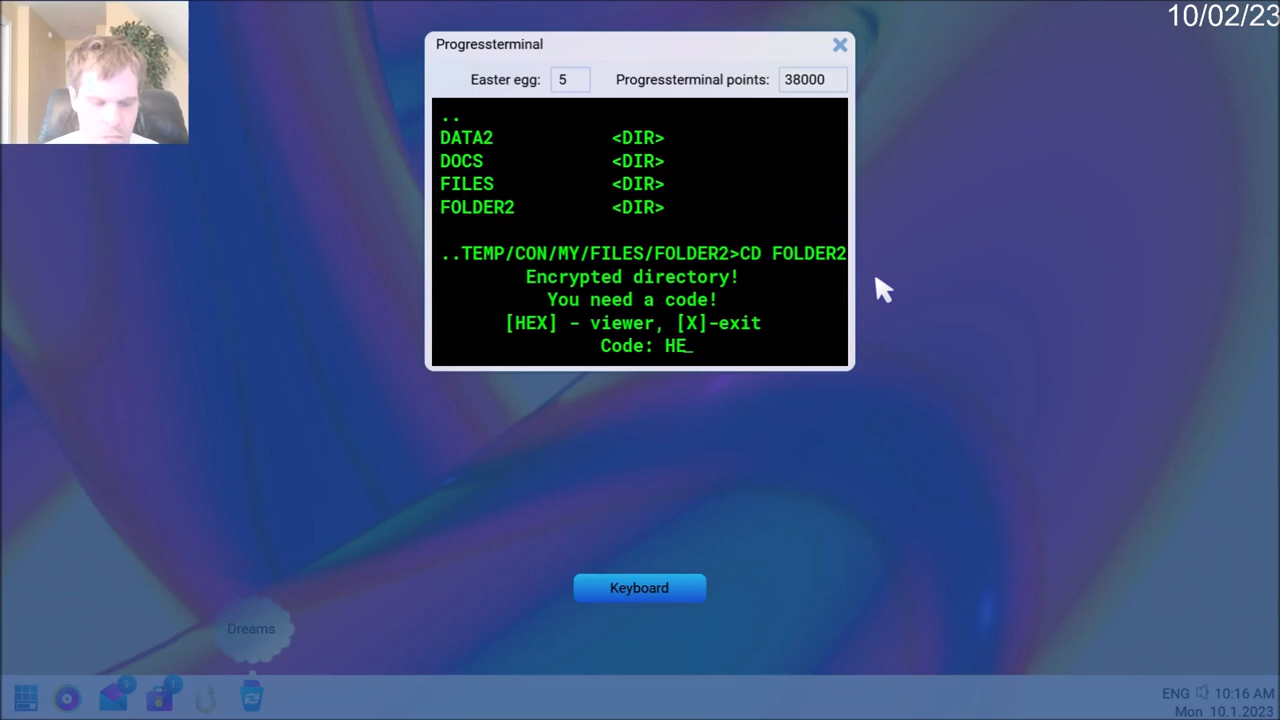 10/02/23
Progressterminal
Easter egg: 5 Progressterminal points: 38000
..
DATA2 <DIR>
DOCS <DIR>
FILES <DIR>
FOLDER2 <DIR>
..TEMP/CON/MY/FILES/FOLDER2>CD FOLDER2
Encrypted directory!
You need a code!
[HEX] - viewer, [X]-exit
Code: HE_
Keyboard
Dreams
9 1
ENG 10:16 AM
Mon 10.1.2023